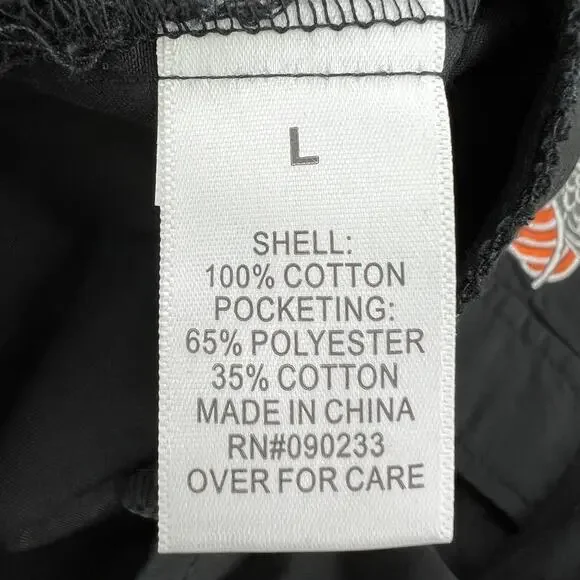 L
SHELL:
100% COTTON
POCKETING:
65% POLYESTER
35% COTTON
MADE IN CHINA
RN#090233
OVER FOR CARE